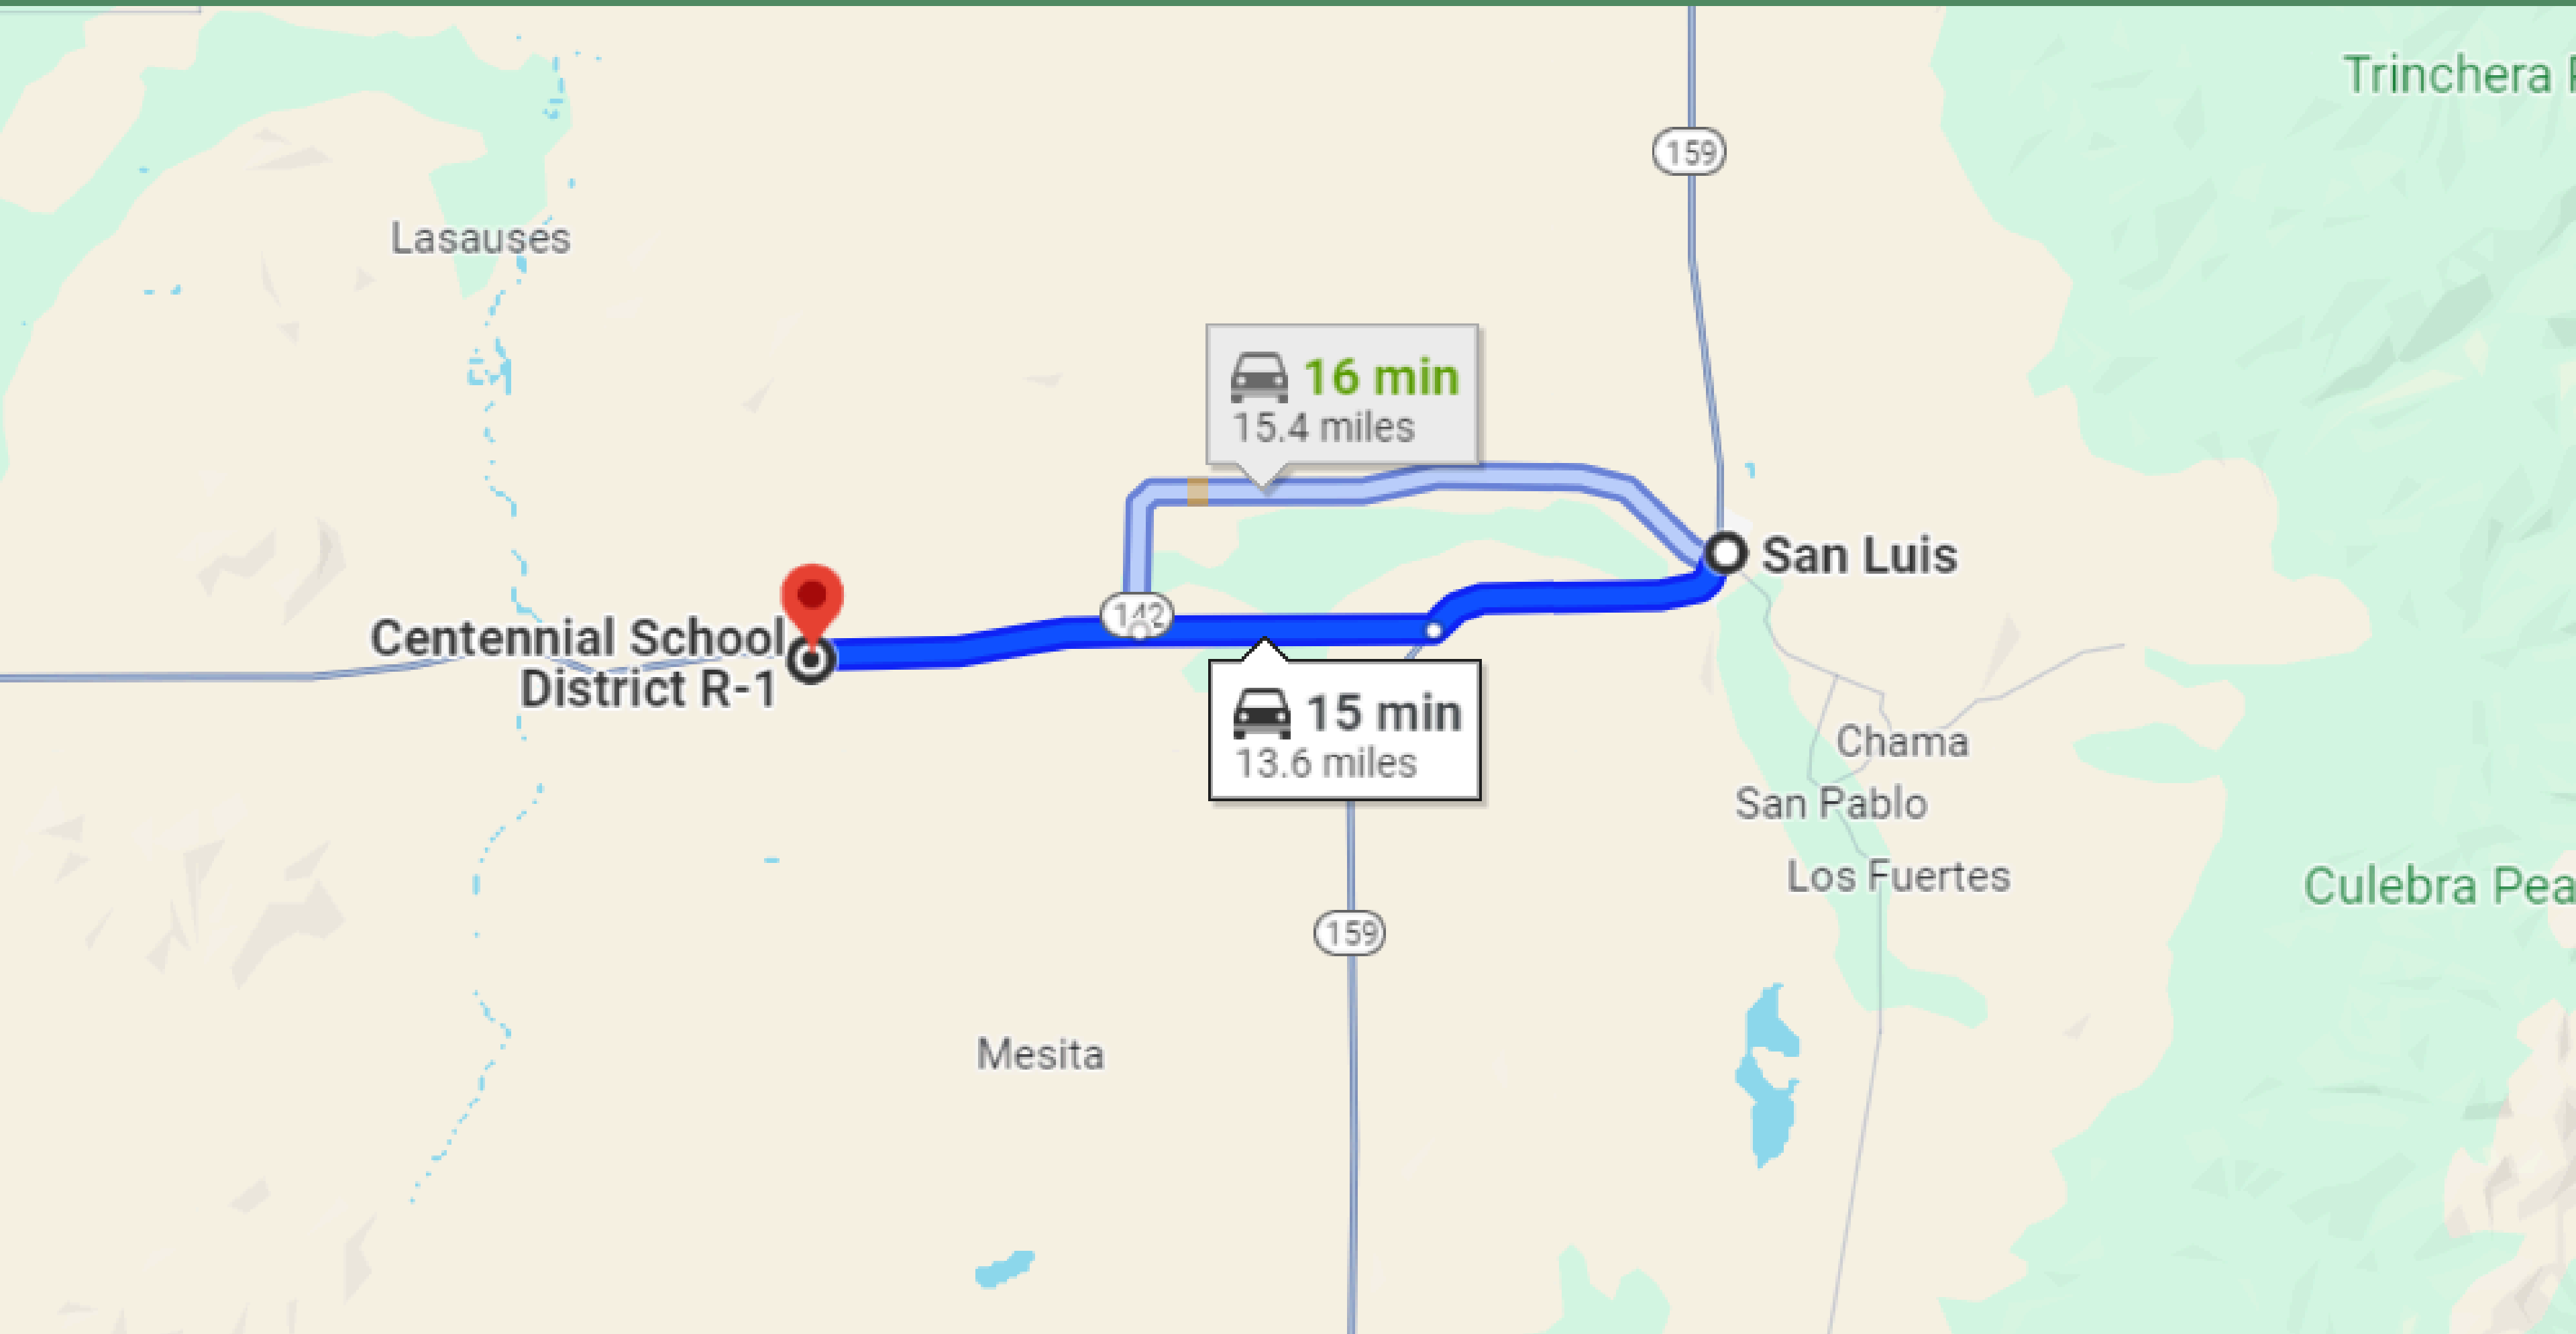 Trinchera
159
Lasauses
16 min
15.4 miles
San Luis
142
Centennial School
District R-1
15 min
13.6 miles
Chama
San Pablo
Los Fuertes
Culebra Pea
159
Mesita